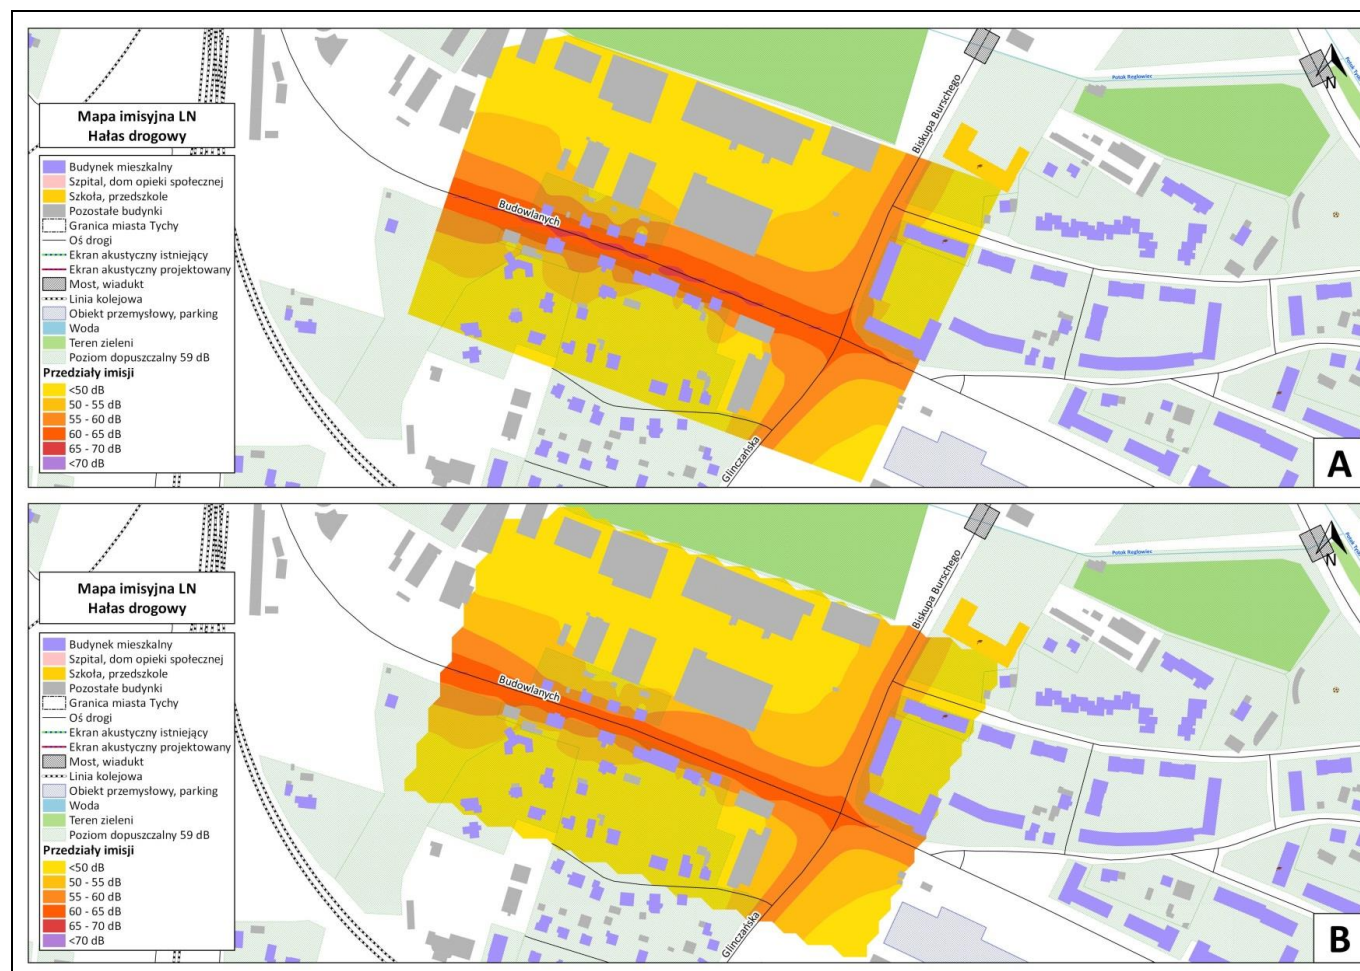 Mapa imisyjna LN
Hałas drogowy
Budynek mieszkalny
Szpital, dom opieki społecznej
Szkoła, przedszkole
Pozostałe budynki
Granica miasta Tychy
Oś drogi
Ekran akustyczny istniejący
Ekran akustyczny projektowany
Most, wiadukt
Linia kolejowa
Obiekt przemysłowy, parking
Woda
Teren zieleni
Poziom dopuszczalny 59 dB
Przedziały imisji
<50 dB
50 - 55 dB
55 - 60 dB
60 - 65 dB
65 - 70 dB
<70 dB
Budowlanych
Biskupa Burschego
Glinczańska
Potok Rogowiec
N
A
Mapa imisyjna LN
Hałas drogowy
Budynek mieszkalny
Szpital, dom opieki społecznej
Szkoła, przedszkole
Pozostałe budynki
Granica miasta Tychy
Oś drogi
Ekran akustyczny istniejący
Ekran akustyczny projektowany
Most, wiadukt
Linia kolejowa
Obiekt przemysłowy, parking
Woda
Teren zieleni
Poziom dopuszczalny 59 dB
Przedziały imisji
<50 dB
50 - 55 dB
55 - 60 dB
60 - 65 dB
65 - 70 dB
<70 dB
Budowlanych
Biskupa Burschego
Glinczańska
Potok Rogowiec
N
B